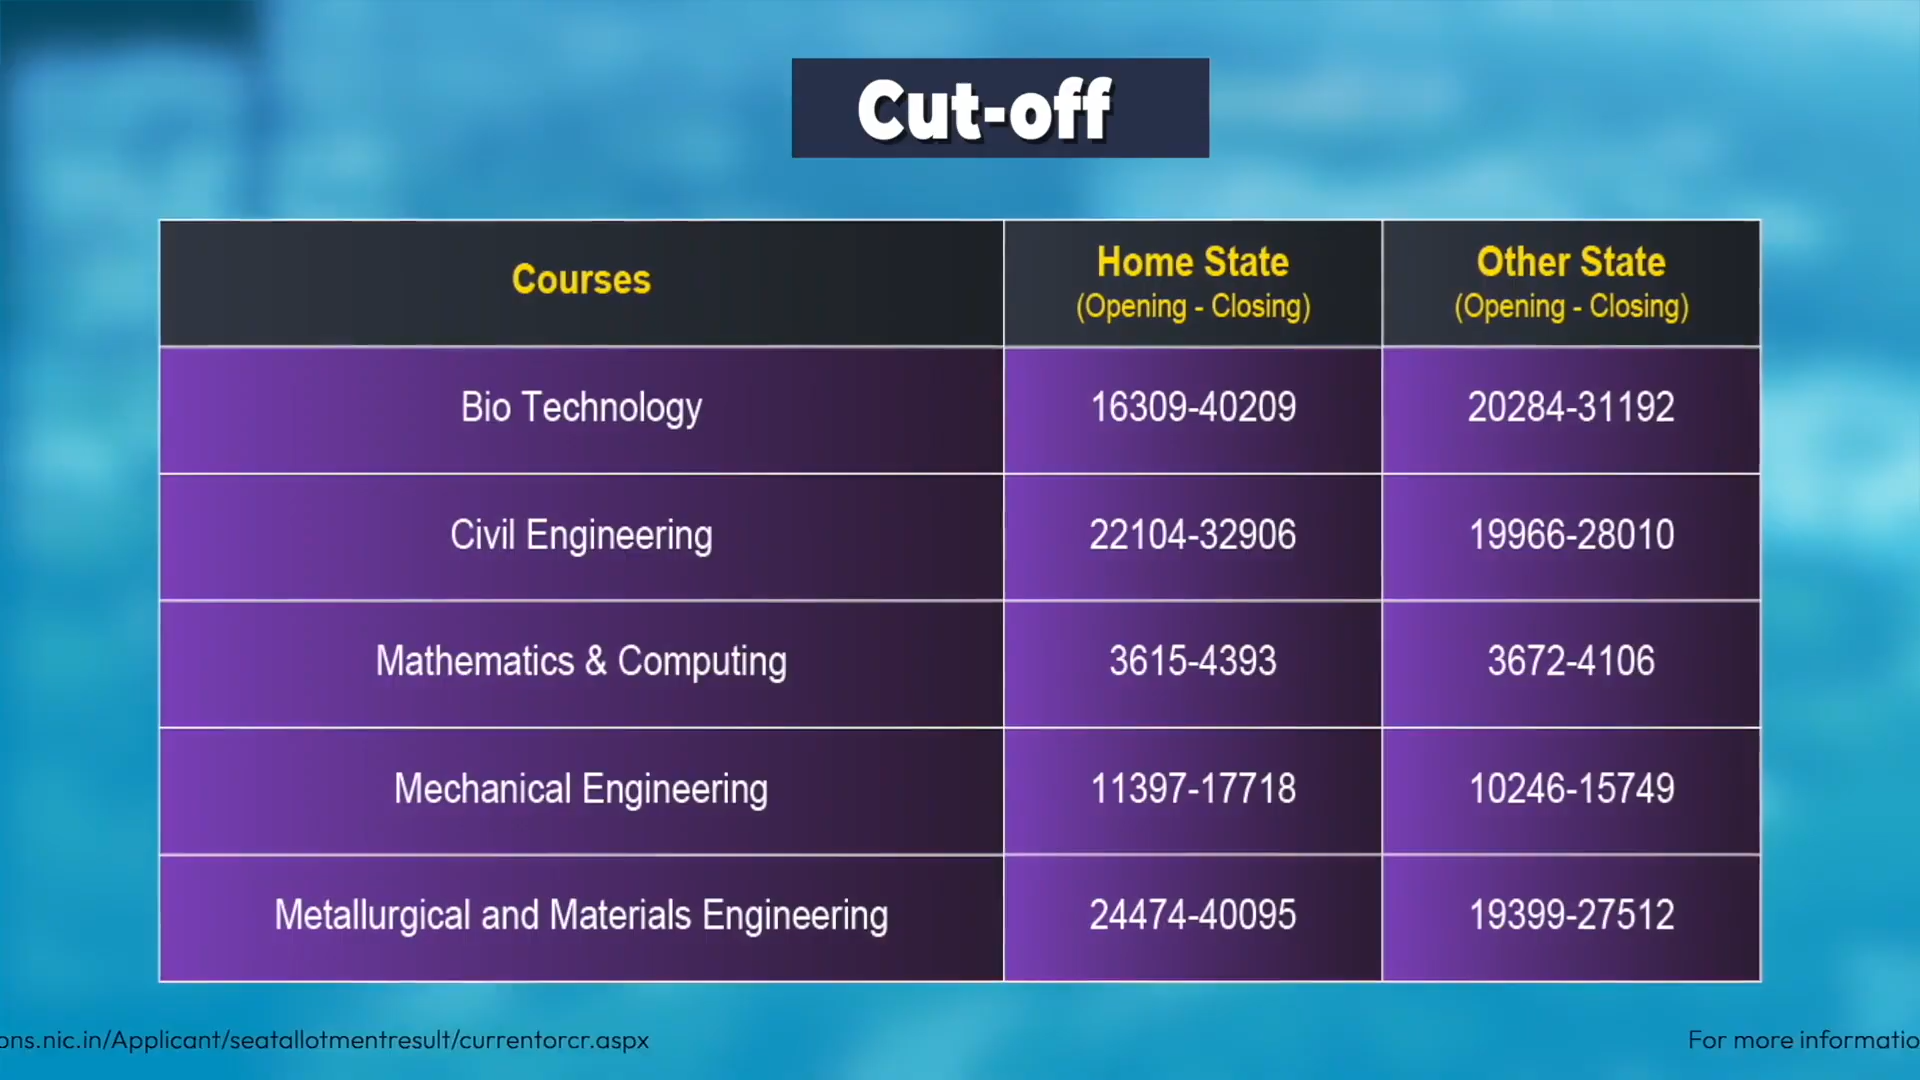 Cut-off
Courses
Home State
(Opening - Closing)
Other State
(Opening - Closing)
Bio Technology
16309-40209
20284-31192
Civil Engineering
22104-32906
19966-28010
Mathematics & Computing
3615-4393
3672-4106
Mechanical Engineering
11397-17718
10246-15749
Metallurgical and Materials Engineering
24474-40095
19399-27512
ons.nic.in/Applicant/seatallotmentresult/currentorcr.aspx
For more informatio